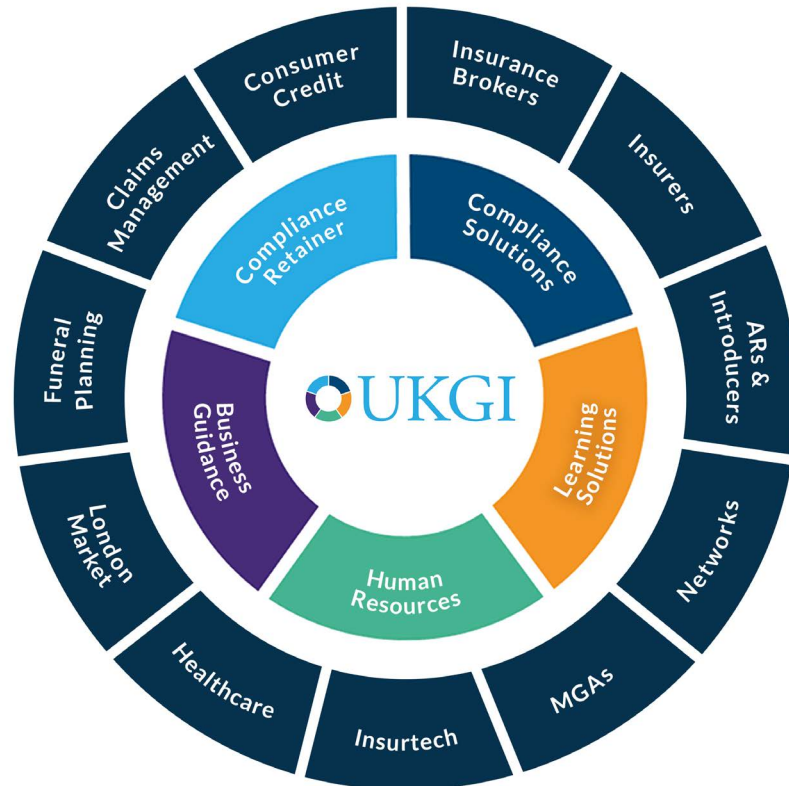 Consumer
Credit
Insurance
Brokers
Insurers
ARs &
Introducers
Networks
MGAs
Insurtech
Healthcare
London
Market
Funeral
Planning
Claims
Management
Compliance
Retainer
Compliance
Solutions
Learning
Solutions
Human
Resources
Business
Guidance
UKGI